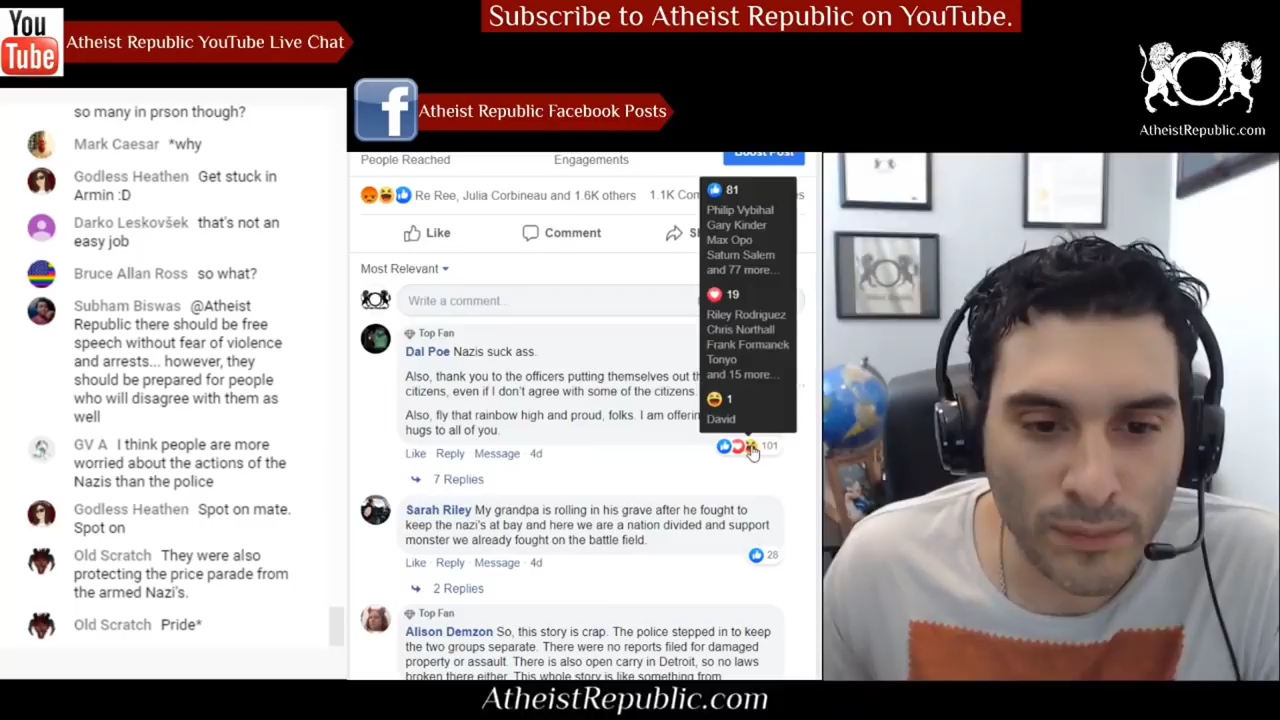 You
Tube
Atheist Republic YouTube Live Chat
Subscribe to Atheist Republic on YouTube.
AtheistRepublic.com
f
Atheist Republic Facebook Posts
so many in prson though?
Mark Caesar *why
Godless Heathen Get stuck in
Armin :D
Darko Leskovšek that's not an
easy job
Bruce Allan Ross so what?
Subham Biswas @Atheist
Republic there should be free
speech without fear of violence
and arrests... however, they
should be prepared for people
who will disagree with them as
well
GV A I think people are more
worried about the actions of the
Nazis than the police
Godless Heathen Spot on mate.
Spot on
Old Scratch They were also
protecting the price parade from
the armed Nazi's.
Old Scratch Pride*
People Reached
Engagements
Boost Post
Re Ree, Julia Corbineau and 1.6K others
1.1K
Like
Comment
Most Relevant
Write a comment...
Top Fan
Dal Poe Nazis suck ass.
Also, thank you to the officers putting themselves out
citizens, even if I don't agree with some of the citizens.
Also, fly that rainbow high and proud, folks. I am
hugs to all of you.
101
Like Reply Message 4d
7 Replies
81
Philip Vybihal
Gary Kinder
Max Opo
Saturn Salem
and 77 more...
19
Riley Rodriguez
Chris Northall
Frank Formanek
Tonyo
and 15 more...
1
David
Sarah Riley My grandpa is rolling in his grave after he fought to
keep the nazi's at bay and here we are a nation divided and support
monster we already fought on the battle field.
28
Like Reply Message 4d
2 Replies
Top Fan
Alison Demzon So, this story is crap. The police stepped in to keep
the two groups separate. There were no reports filed for damaged
property or assault. There is also open carry in Detroit, so no laws
broken there either. This whole story is like something from
AtheistRepublic.com